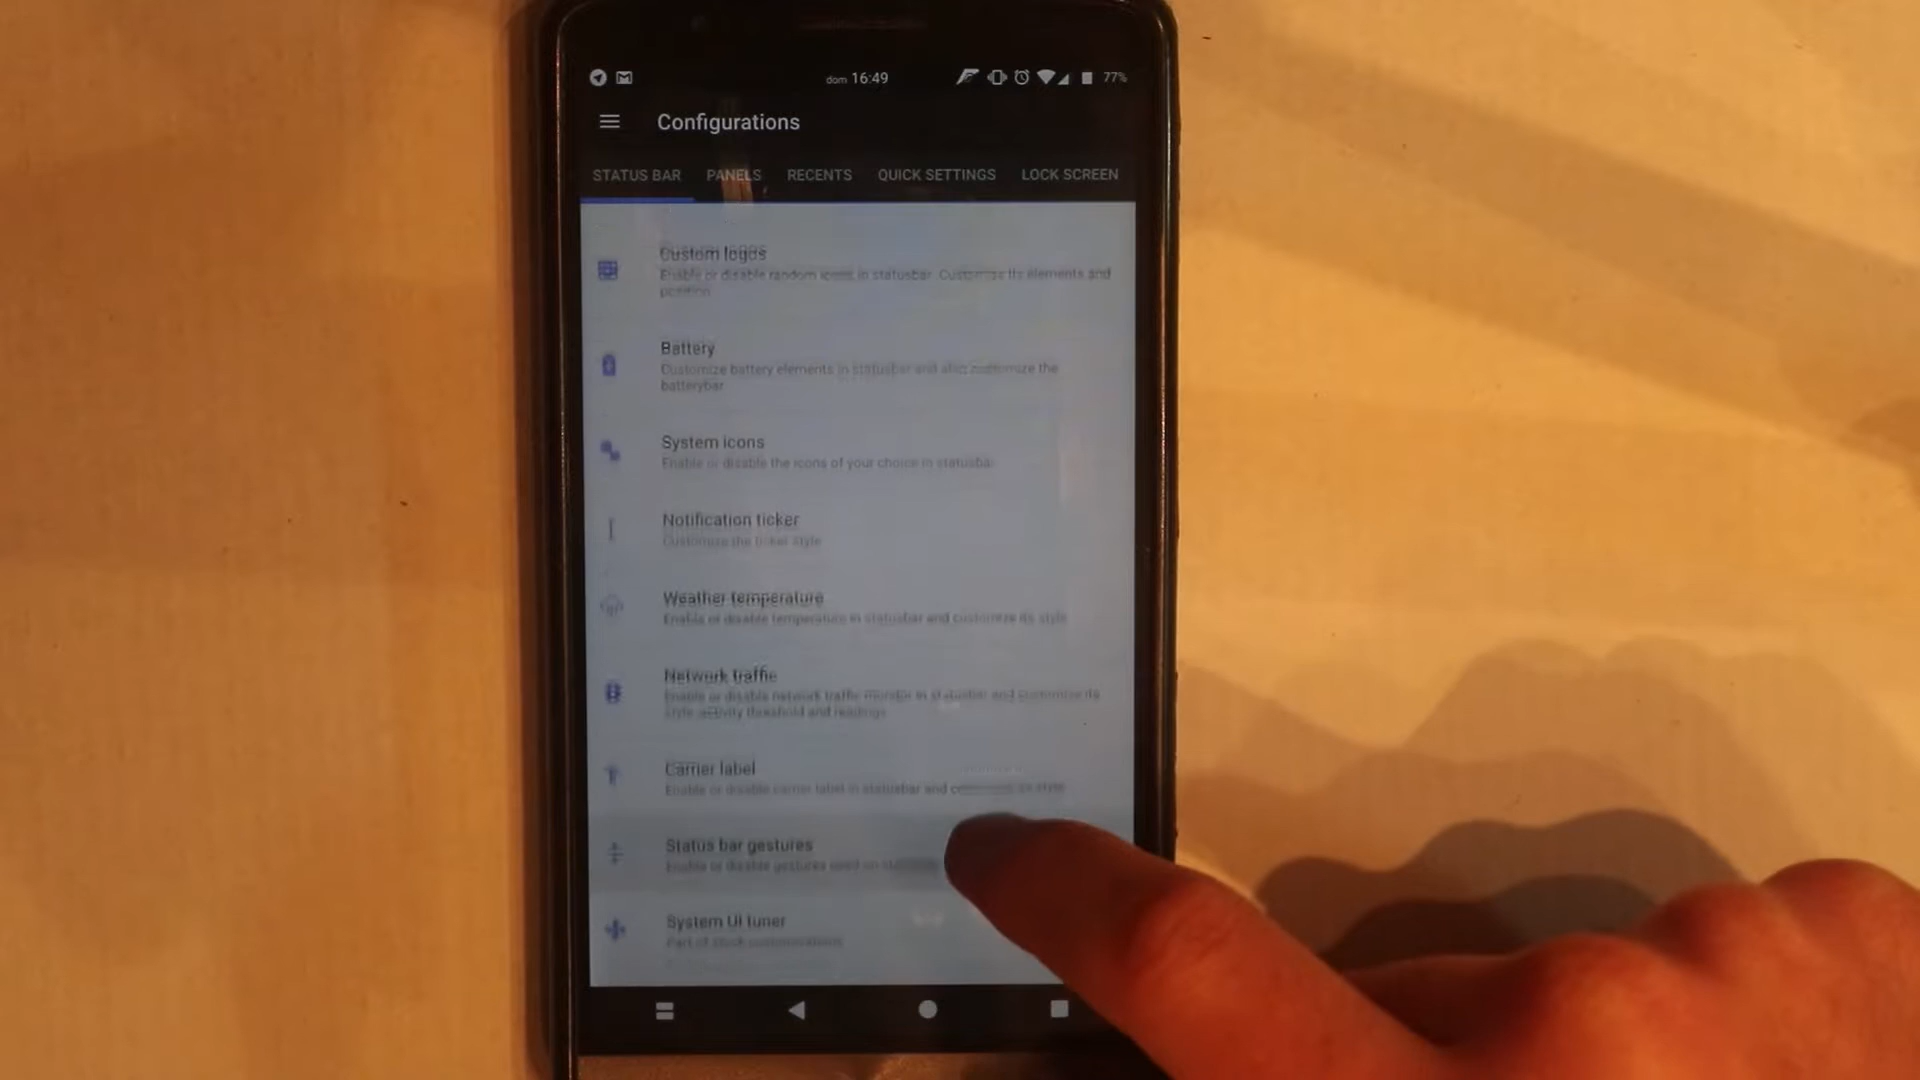 dom 16:49 77%
Configurations
STATUS BAR PANELS RECENTS QUICK SETTINGS LOCK SCREEN
Custom logos
Enable or disable random icons in statusbar. Customize its elements and
position
Battery
Customize battery elements in statusbar and also customize the
batterybar
System icons
Enable or disable the icons of your choice in statusbar
Notification ticker
Customize the ticker style
Weather temperature
Enable or disable temperature in statusbar and customize its style
Network traffic
Enable or disable network traffic monitor in statusbar and customize its
style activity threshold and readings
Carrier label
Enable or disable carrier label in statusbar and customize its style
Status bar gestures
Enable or disable gestures used on
System UI tuner
Part of stock customizations